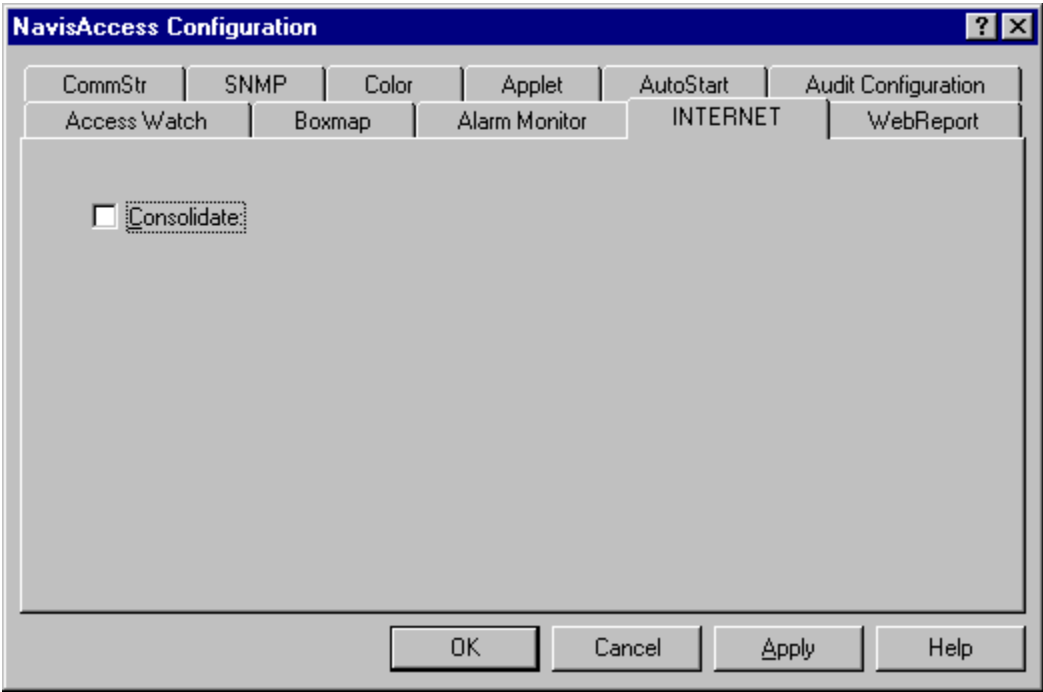 NavisAccess Configuration
CommStr SNMP Color Applet AutoStart Audit Configuration
Access Watch Boxmap Alarm Monitor INTERNET WebReport
Consolidate:
OK Cancel Apply Help